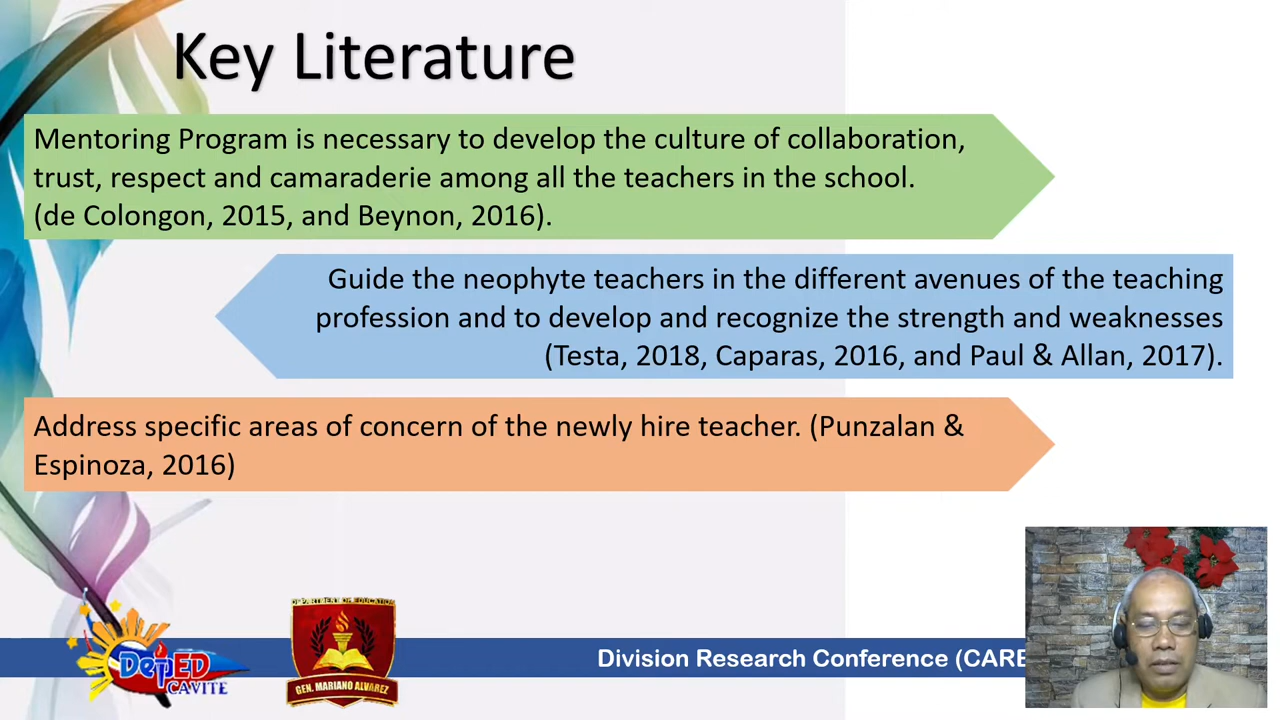 Key Literature
Mentoring Program is necessary to develop the culture of collaboration,
trust, respect and camaraderie among all the teachers in the school.
(de Colongon, 2015, and Beynon, 2016).
Guide the neophyte teachers in the different avenues of the teaching
profession and to develop and recognize the strength and weaknesses
(Testa, 2018, Caparas, 2016, and Paul & Allan, 2017).
Address specific areas of concern of the newly hire teacher. (Punzalan &
Espinoza, 2016)
DEPARTMENT OF EDUCATION
DepED
CAVITE
GEN. MARIANO ALVAREZ
Division Research Conference (CARE